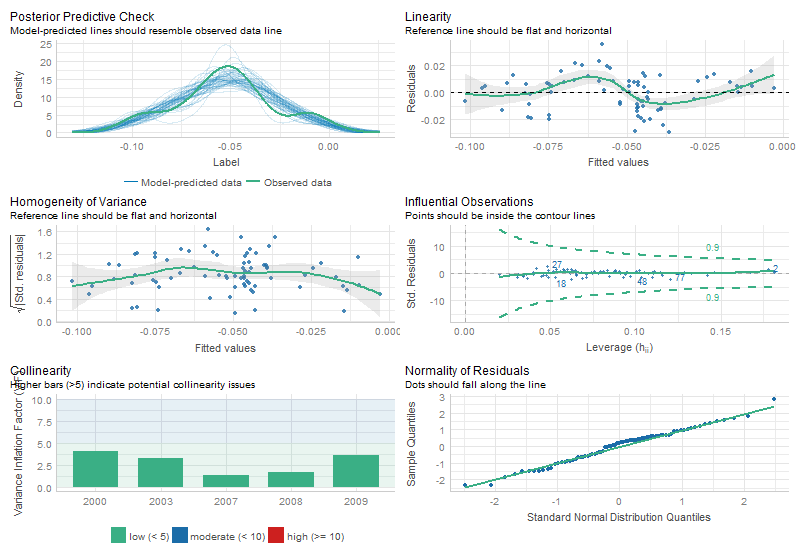 Posterior Predictive Check
Model-predicted lines should resemble observed data line
25
20
15
10
5
0
Density
-0.10
-0.05
0.00
Label
Model-predicted data
Observed data
Linearity
Reference line should be flat and horizontal
0.02
0.00
-0.02
Residuals
-0.100
-0.075
-0.050
-0.025
0.000
Fitted values
Homogeneity of Variance
Reference line should be flat and horizontal
1.6
1.2
0.8
0.4
0.0
√|Std. residuals|
-0.100
-0.075
-0.050
-0.025
0.000
Fitted values
Influential Observations
Points should be inside the contour lines
10
0
-10
Std. Residuals
0.9
27
2
18
48
77
0.9
0.00
0.05
0.10
0.15
Leverage (hii)
Collinearity
Higher bars (>5) indicate potential collinearity issues
10.0
7.5
5.0
2.5
0.0
Variance Inflation Factor (VIF)
2000
2003
2007
2008
2009
low (< 5)
moderate (< 10)
high (>= 10)
Normality of Residuals
Dots should fall along the line
3
2
1
0
-1
-2
Sample Quantiles
-2
-1
0
1
2
Standard Normal Distribution Quantiles